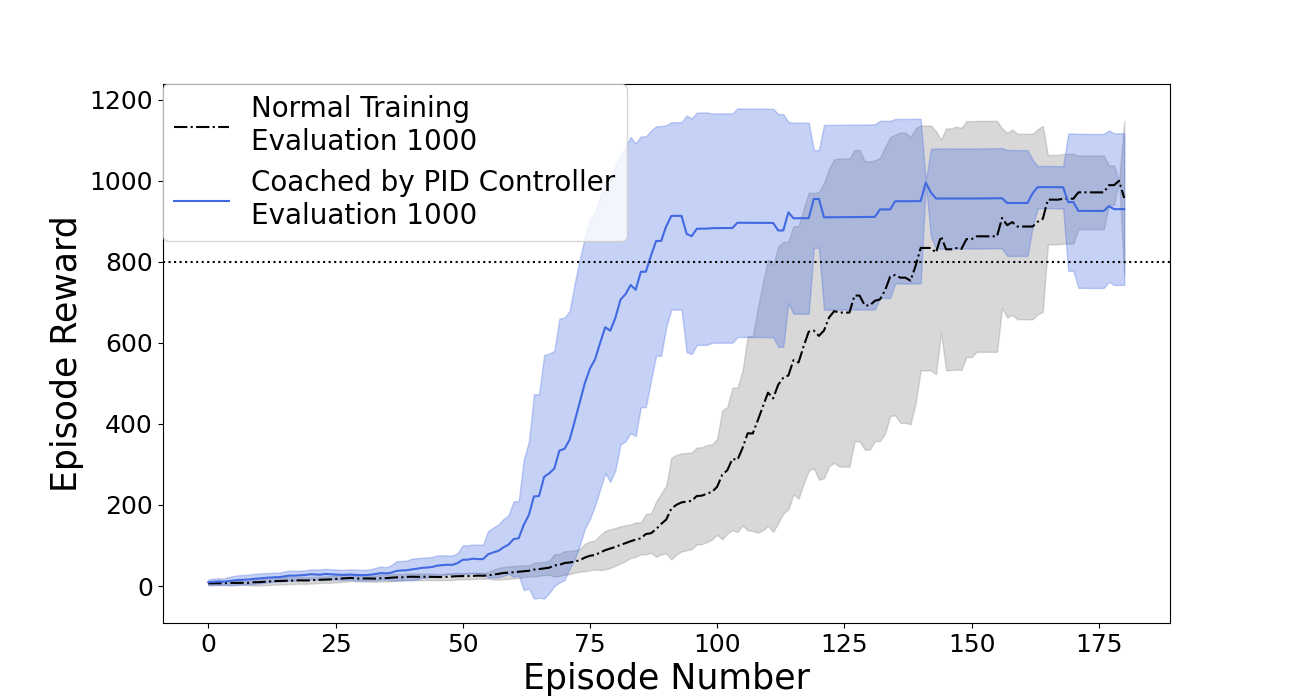 Normal Training
Evaluation 1000
Coached by PID Controller
Evaluation 1000
1200
1000
800
600
400
200
0
Episode Reward
0 25 50 75 100 125 150 175
Episode Number